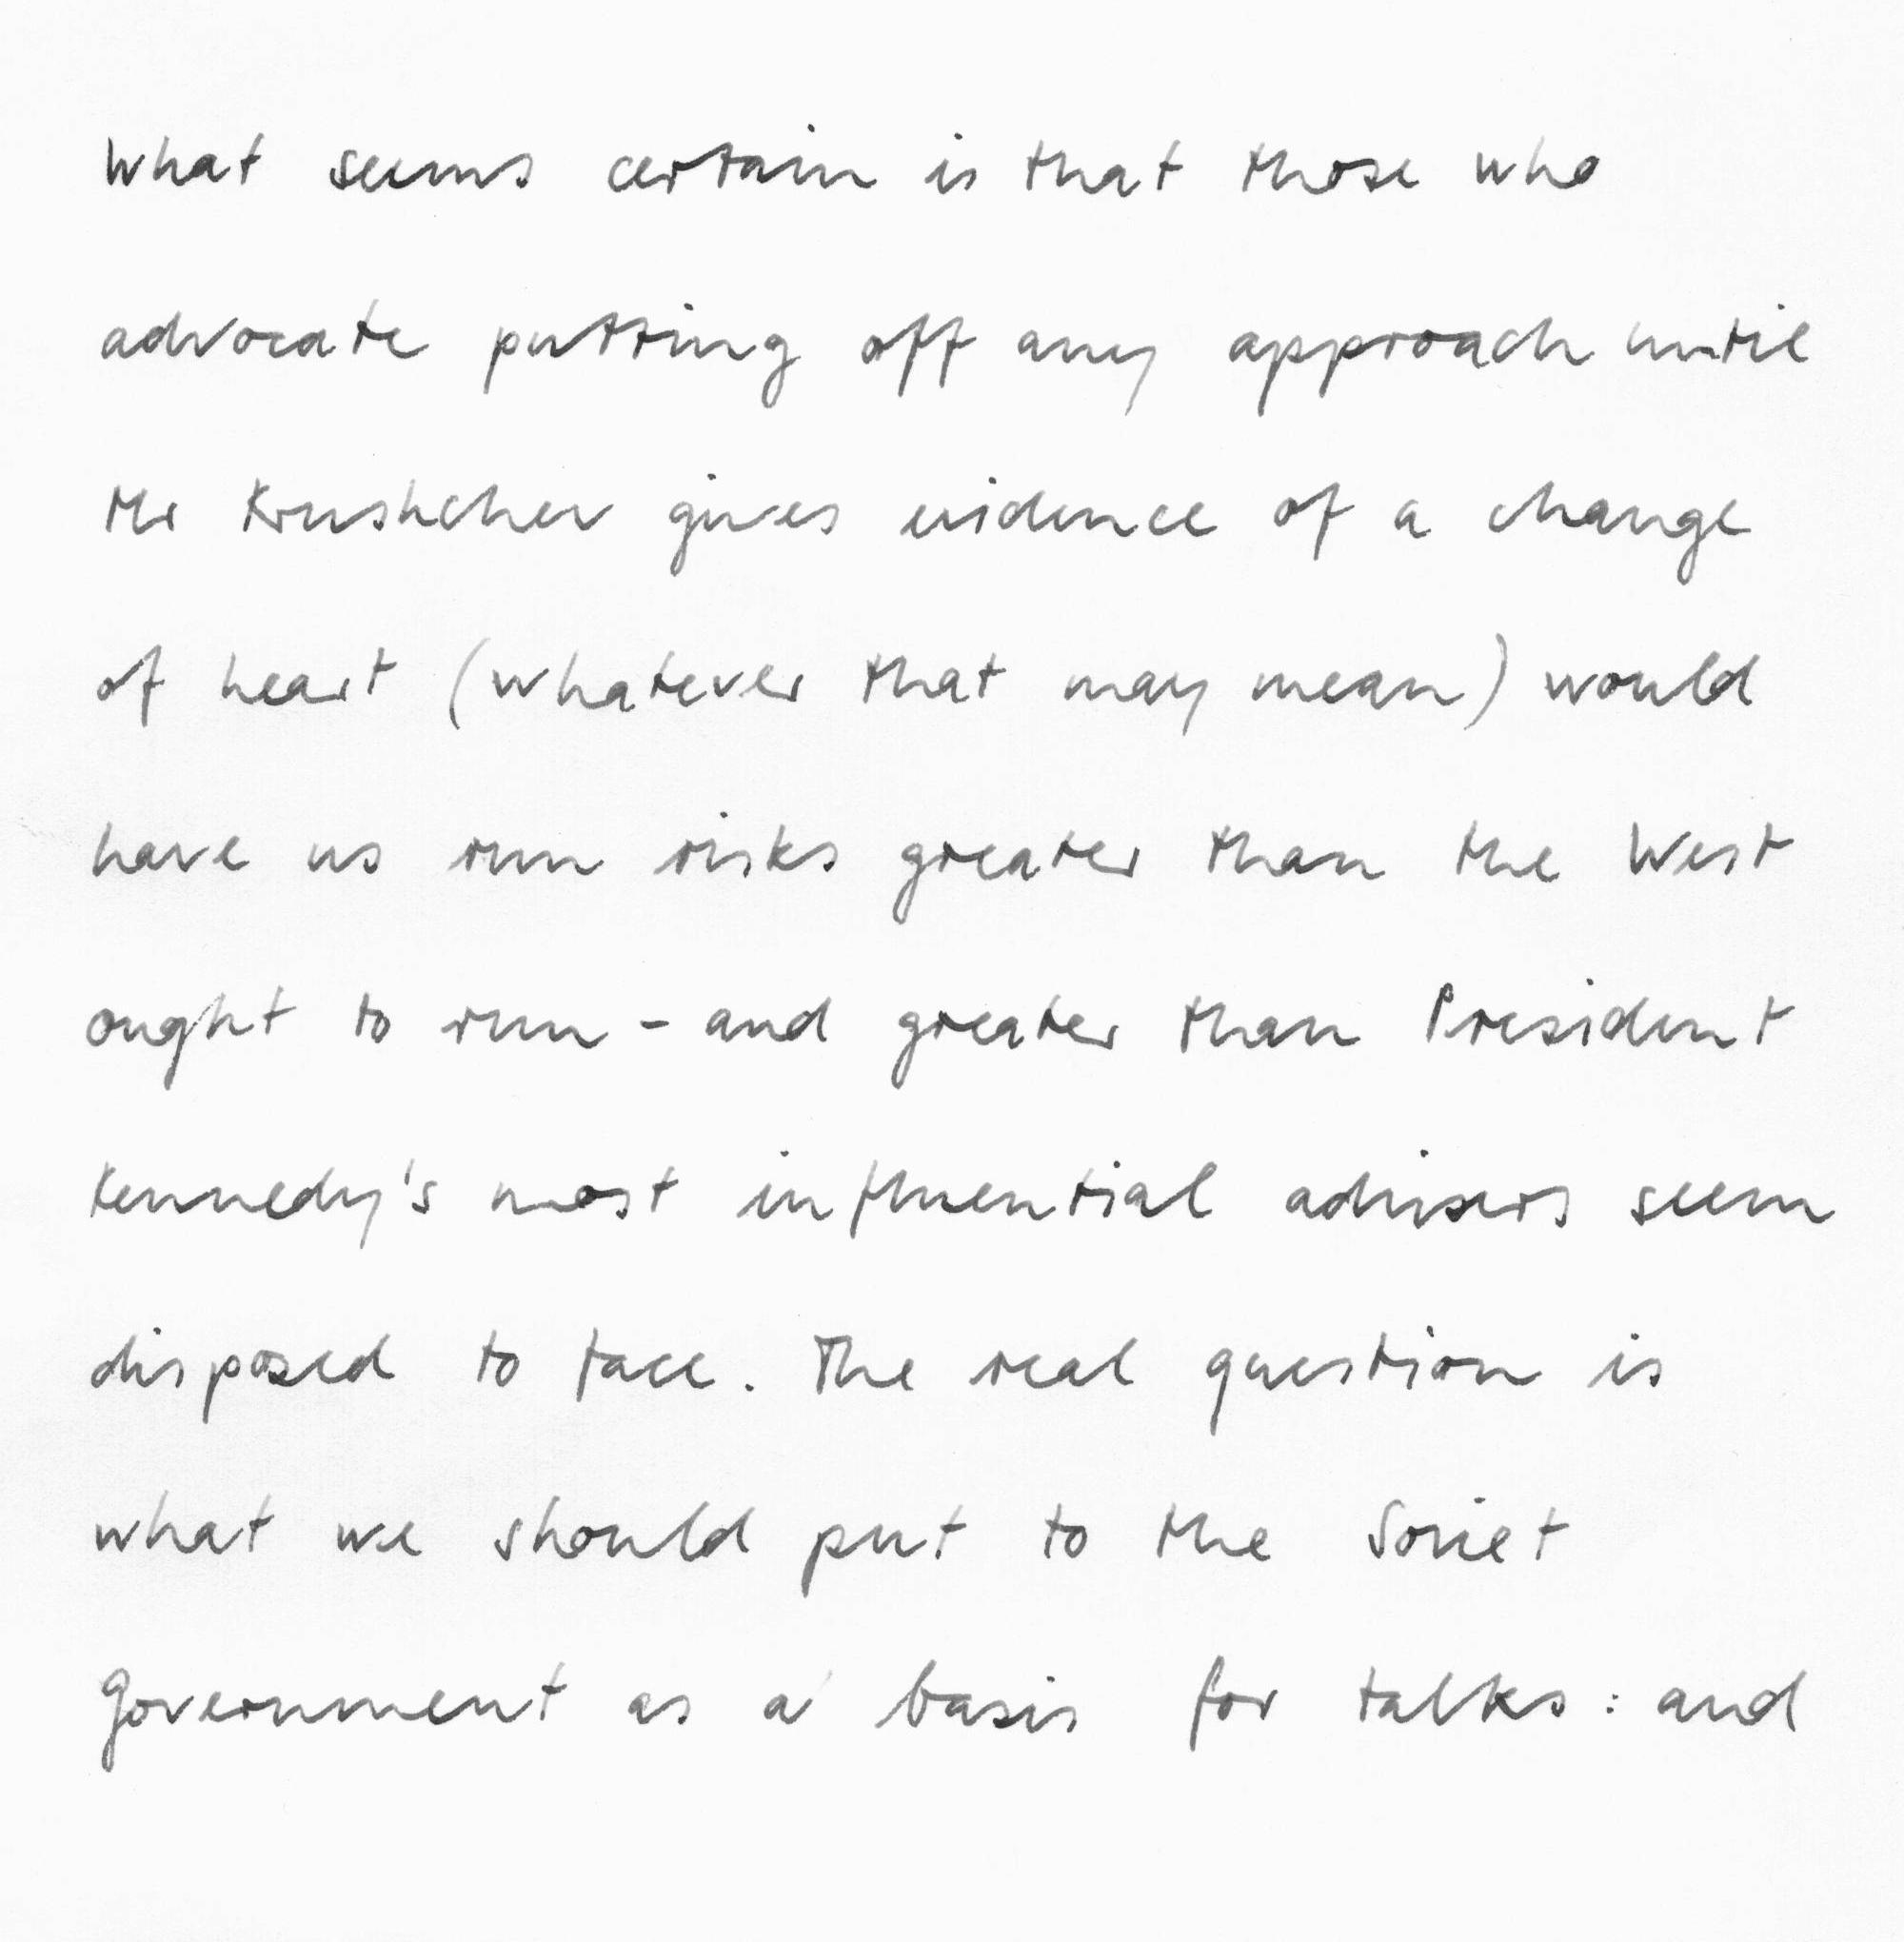 What seems certain is that those who
advocate putting off any approach until
Mr Krushchev gives evidence of a change
of heart (whatever that may mean) would
have us run risks greater than the West
ought to run - and greater than President
Kennedy's most influential advisers seem
disposed to face. The real question is
what we should put to the Soviet
Government as a basis for talks: and